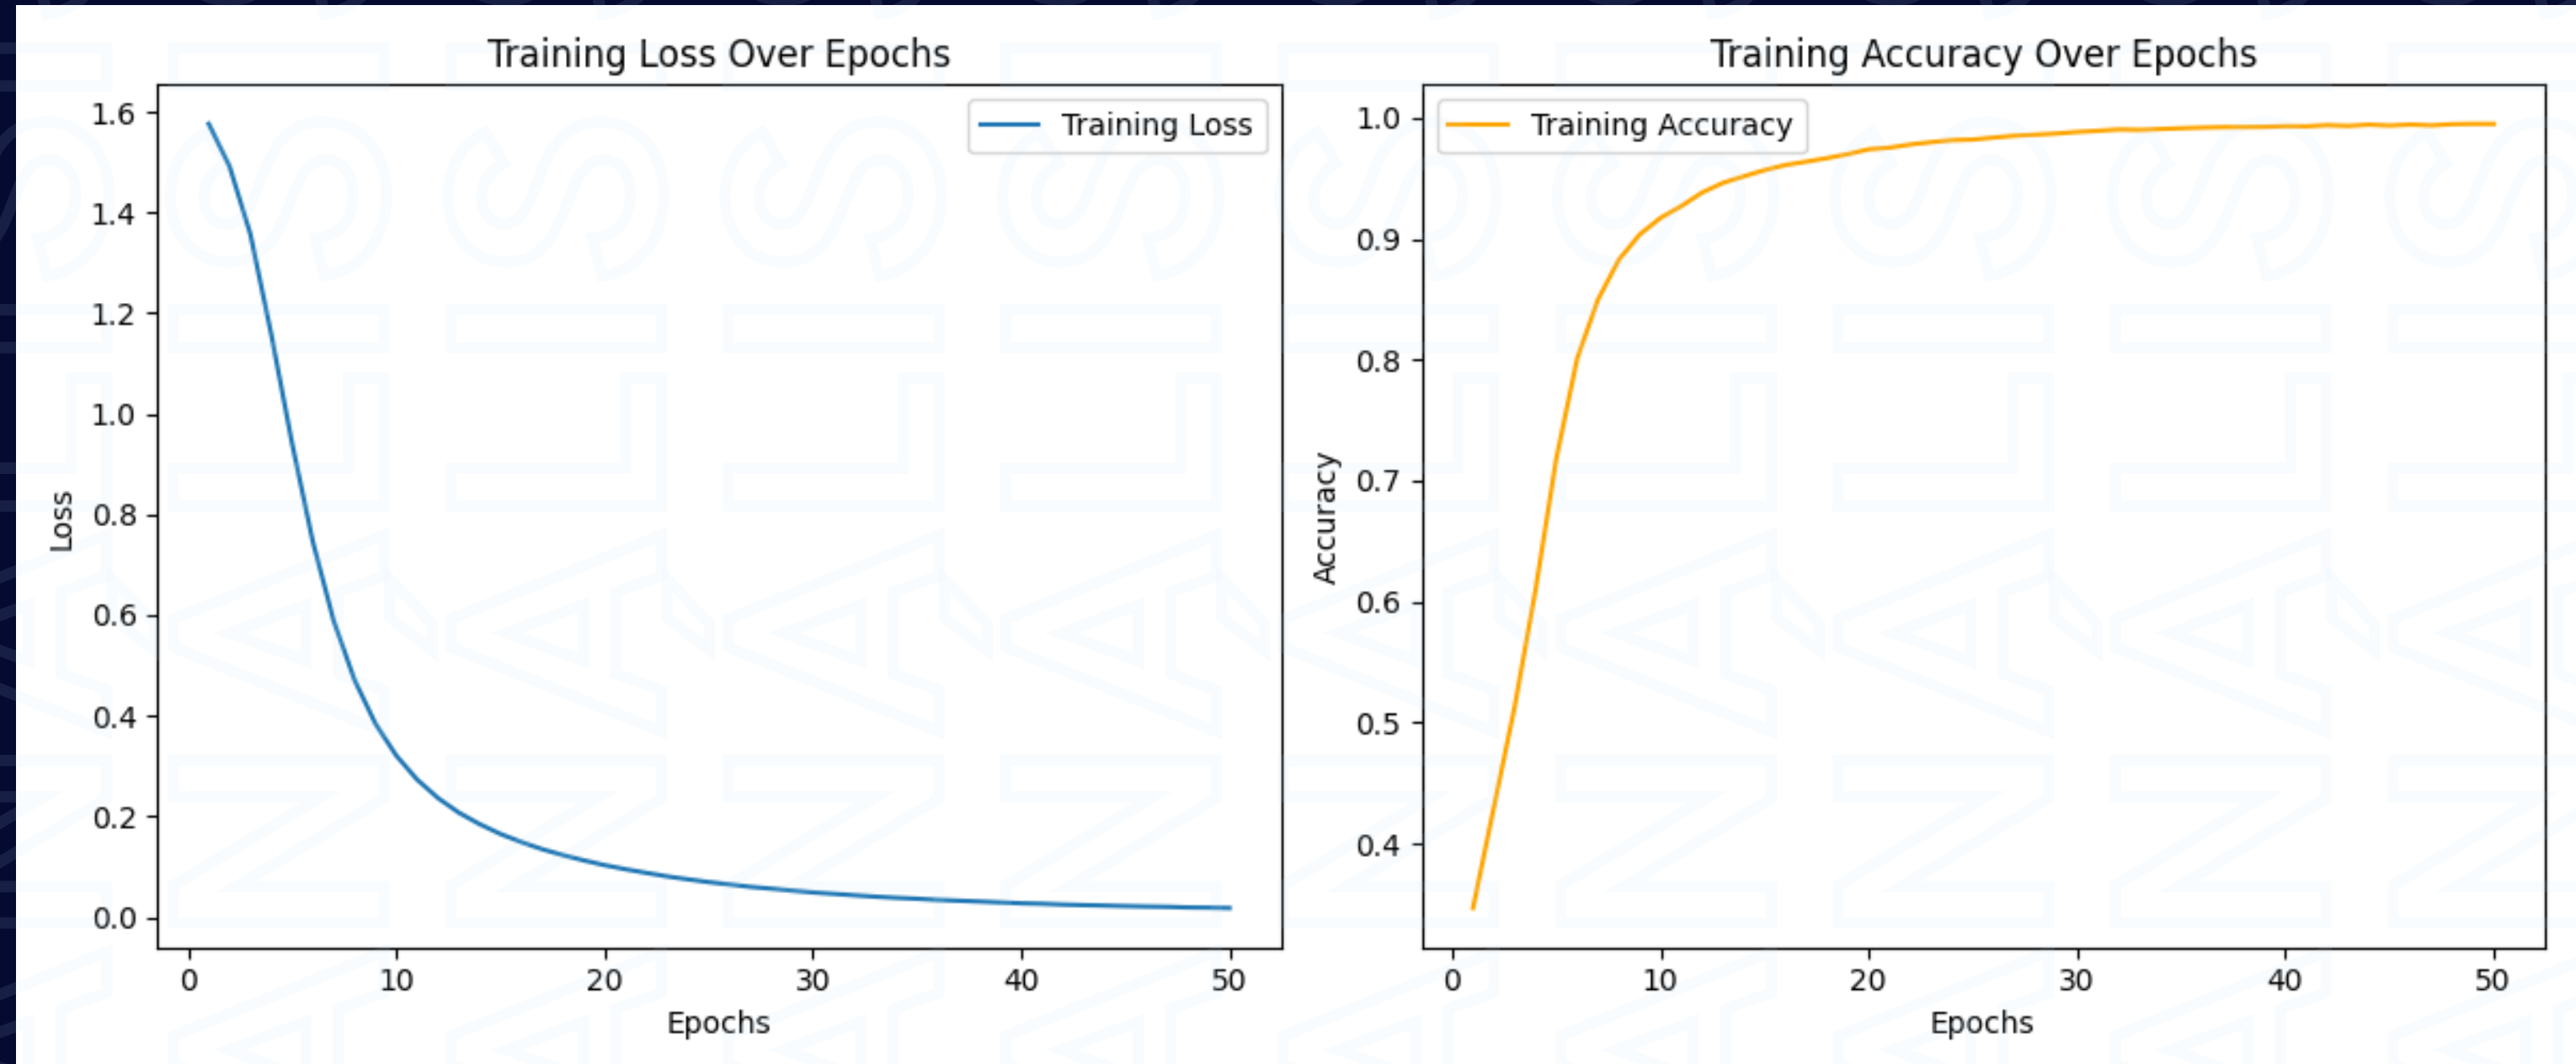 Training Loss Over Epochs
Training Loss
1.6
1.4
1.2
1.0
0.8
0.6
0.4
0.2
0.0
Loss
0 10 20 30 40 50
Epochs
Training Accuracy Over Epochs
Training Accuracy
1.0
0.9
0.8
0.7
0.6
0.5
0.4
Accuracy
0 10 20 30 40 50
Epochs